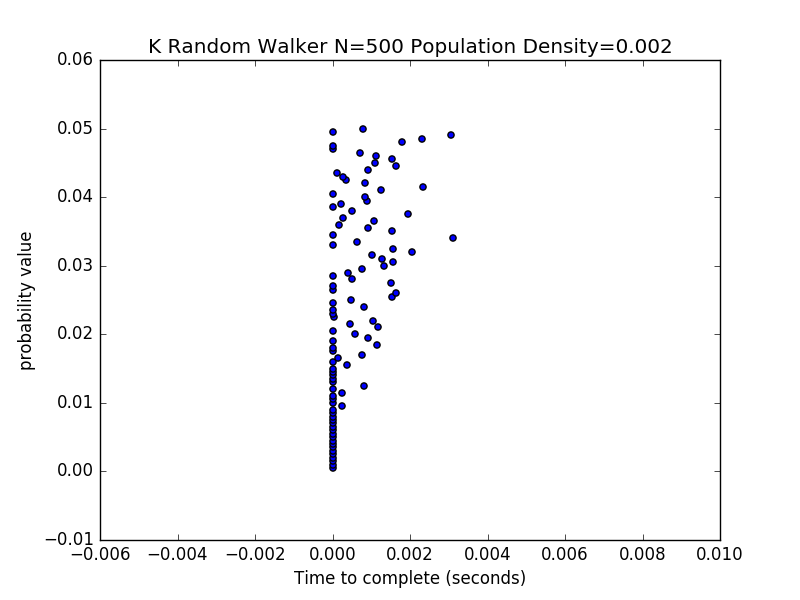 K Random Walker N=500 Population Density=0.002
0.06
0.05
0.04
0.03
0.02
0.01
0.00
−0.01
probability value
−0.006 −0.004 −0.002 0.000 0.002 0.004 0.006 0.008 0.010
Time to complete (seconds)